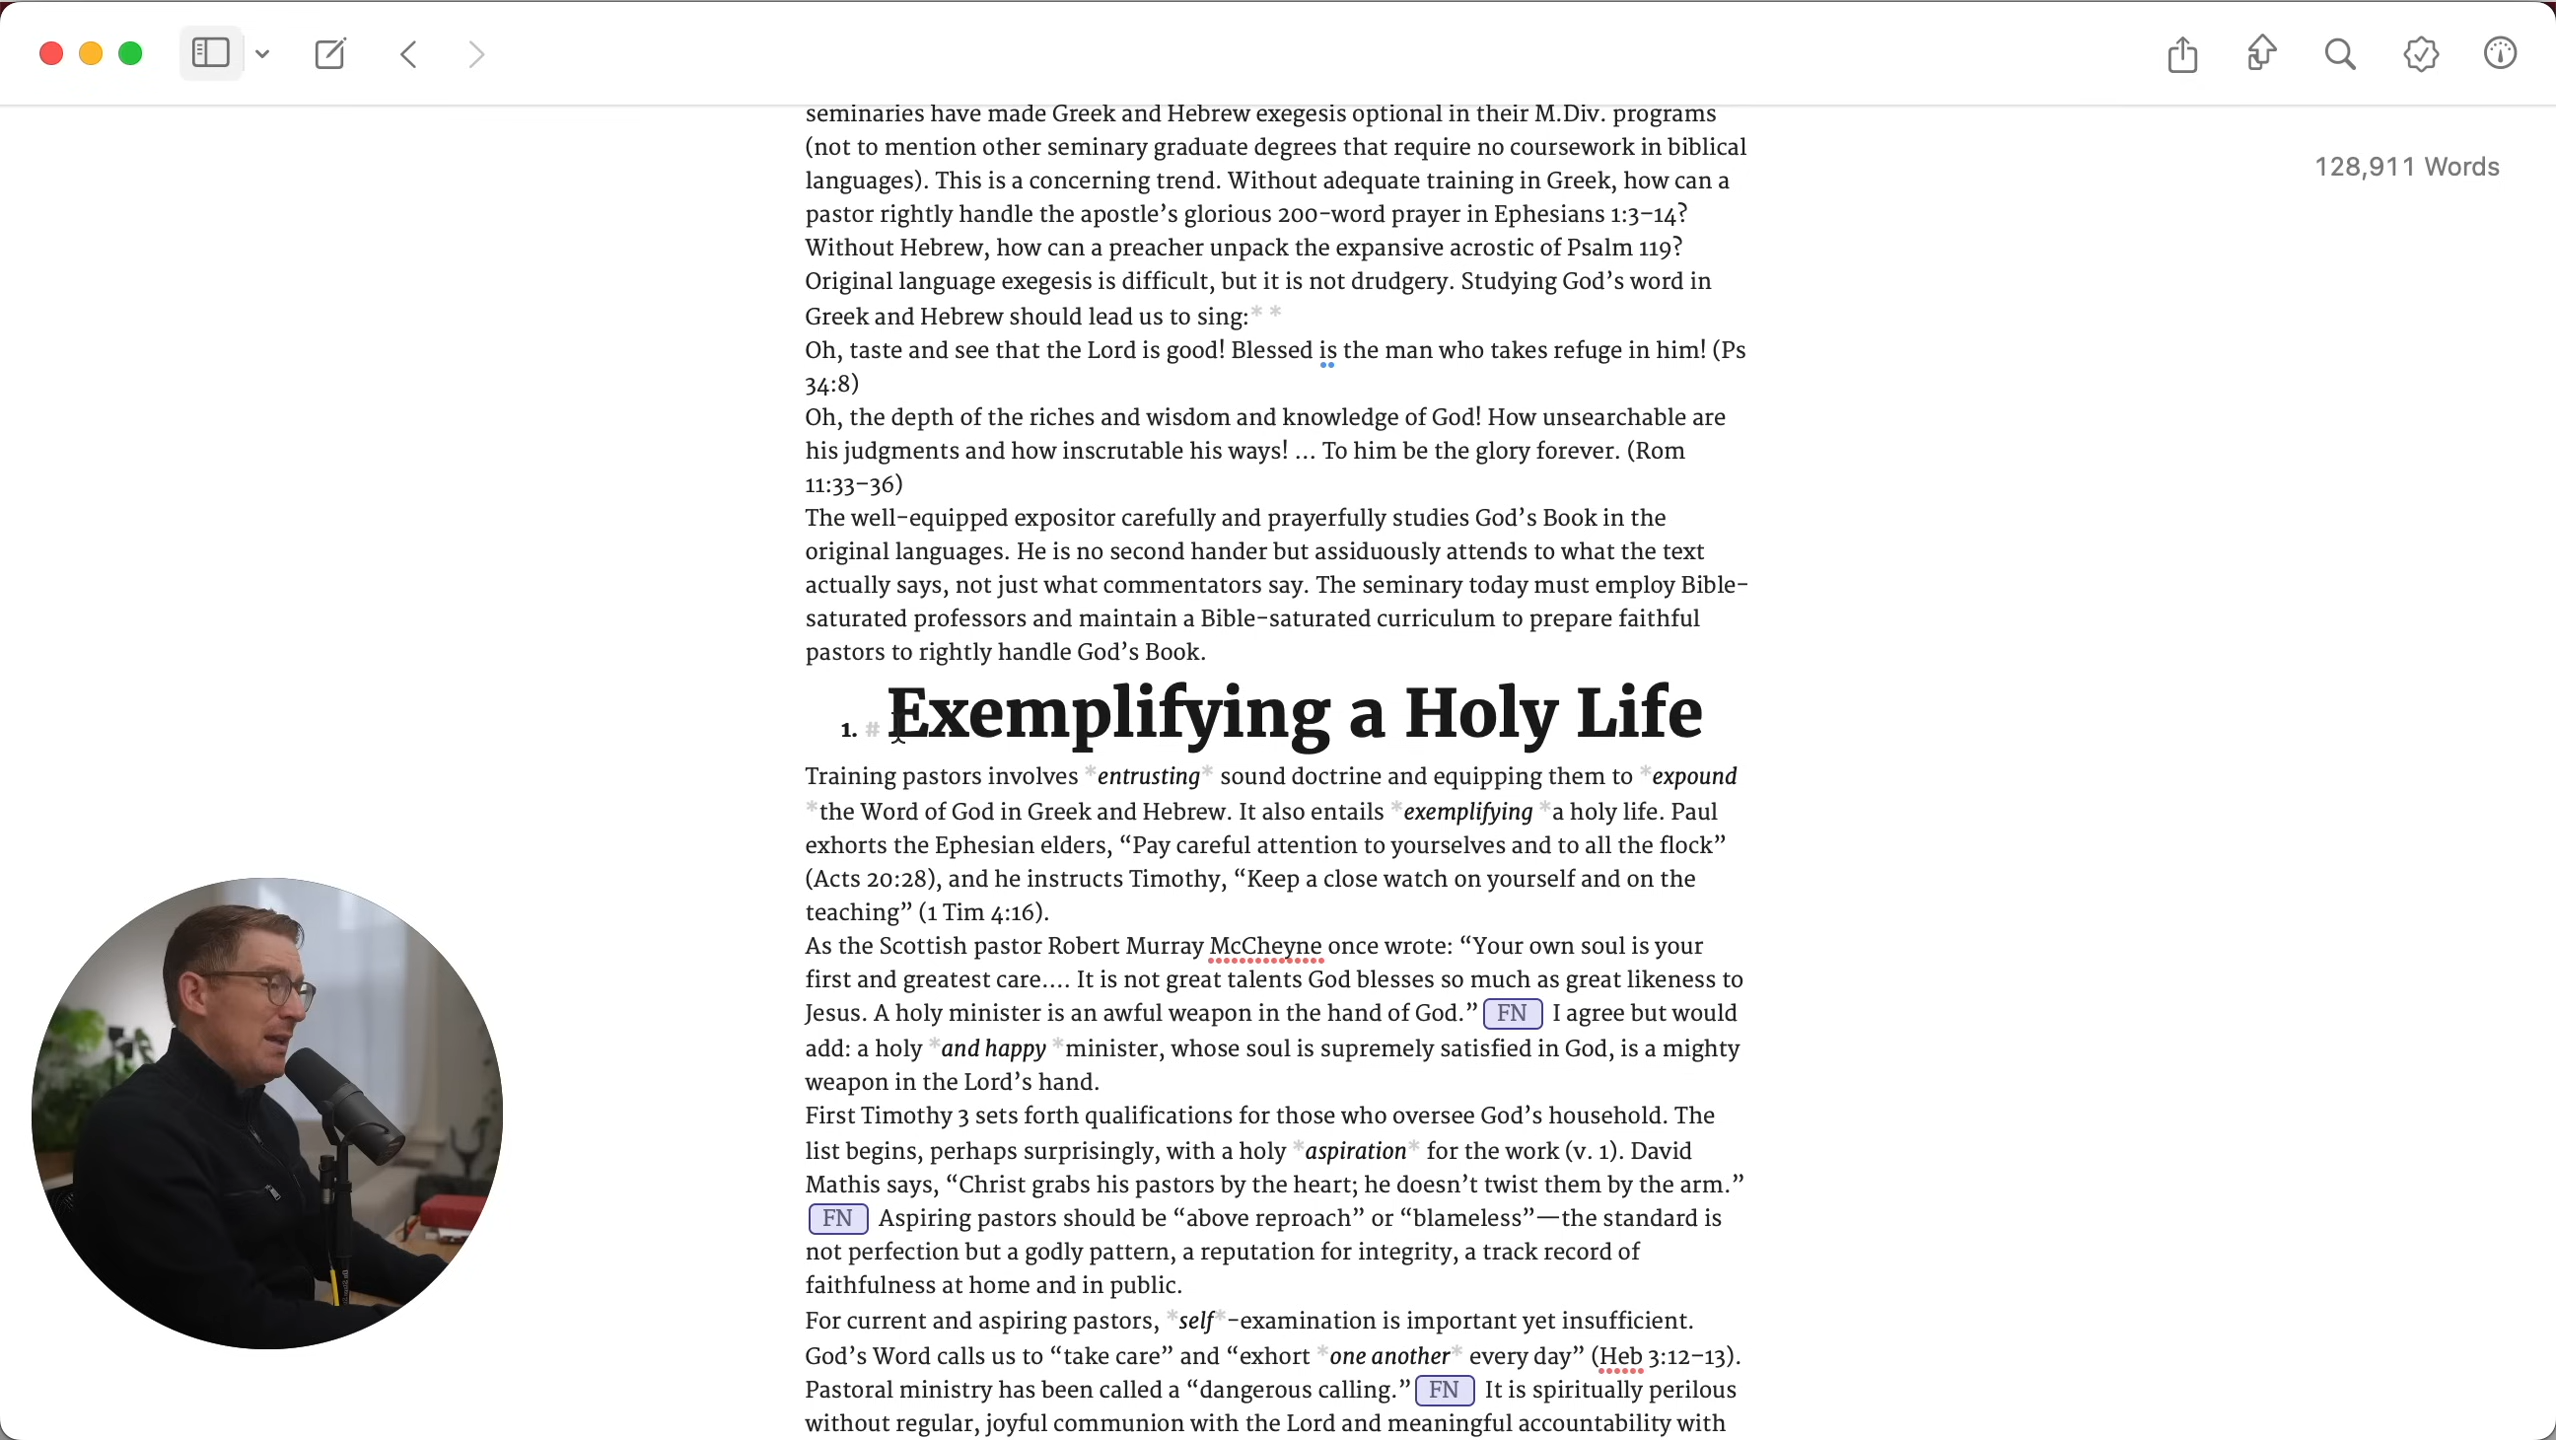 seminaries have made Greek and Hebrew exegesis optional in their M.Div. programs
128,911 Words
(not to mention other seminary graduate degrees that require no coursework in biblical
languages). This is a concerning trend. Without adequate training in Greek, how can a
pastor rightly handle the apostle’s glorious 200-word prayer in Ephesians 1:3–14?
Without Hebrew, how can a preacher unpack the expansive acrostic of Psalm 119?
Original language exegesis is difficult, but it is not drudgery. Studying God’s word in
Greek and Hebrew should lead us to sing:* *
Oh, taste and see that the Lord is good! Blessed is the man who takes refuge in him! (Ps
34:8)
Oh, the depth of the riches and wisdom and knowledge of God! How unsearchable are
his judgments and how inscrutable his ways! ... To him be the glory forever. (Rom
11:33–36)
The well-equipped expositor carefully and prayerfully studies God’s Book in the
original languages. He is no second hander but assiduously attends to what the text
actually says, not just what commentators say. The seminary today must employ Bible-
saturated professors and maintain a Bible-saturated curriculum to prepare faithful
pastors to rightly handle God’s Book.
1. # Exemplifying a Holy Life
Training pastors involves *entrusting* sound doctrine and equipping them to *expound
*the Word of God in Greek and Hebrew. It also entails *exemplifying *a holy life. Paul
exhorts the Ephesian elders, “Pay careful attention to yourselves and to all the flock”
(Acts 20:28), and he instructs Timothy, “Keep a close watch on yourself and on the
teaching” (1 Tim 4:16).
As the Scottish pastor Robert Murray McCheyne once wrote: “Your own soul is your
first and greatest care.... It is not great talents God blesses so much as great likeness to
Jesus. A holy minister is an awful weapon in the hand of God.” FN I agree but would
add: a holy *and happy *minister, whose soul is supremely satisfied in God, is a mighty
weapon in the Lord’s hand.
First Timothy 3 sets forth qualifications for those who oversee God’s household. The
list begins, perhaps surprisingly, with a holy *aspiration* for the work (v. 1). David
Mathis says, “Christ grabs his pastors by the heart; he doesn’t twist them by the arm.”
FN Aspiring pastors should be “above reproach” or “blameless”—the standard is
not perfection but a godly pattern, a reputation for integrity, a track record of
faithfulness at home and in public.
For current and aspiring pastors, *self*-examination is important yet insufficient.
God’s Word calls us to “take care” and “exhort *one another* every day” (Heb 3:12–13).
Pastoral ministry has been called a “dangerous calling.” FN It is spiritually perilous
without regular, joyful communion with the Lord and meaningful accountability with